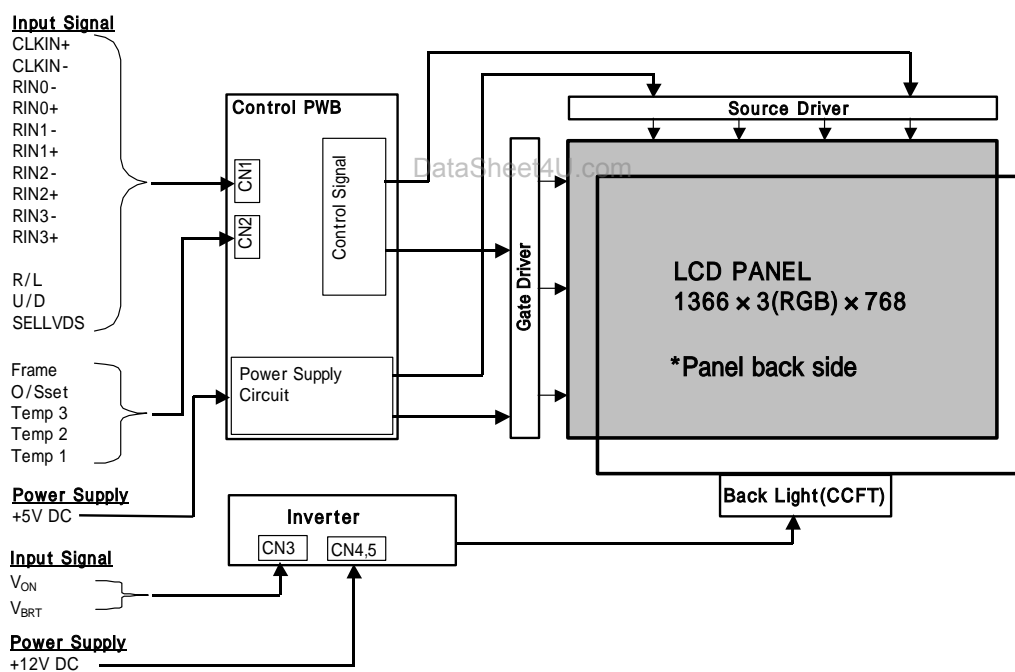 Input Signal
CLKIN+
CLKIN-
RIN0-
RIN0+
RIN1-
RIN1+
RIN2-
RIN2+
RIN3-
RIN3+
R/L
U/D
SELLVDS
Frame
O/Sset
Temp 3
Temp 2
Temp 1
Power Supply
+5V DC
Input Signal
VON
VBRT
Power Supply
+12V DC
Control PWB
CN1
CN2
Control Signal
Power Supply
Circuit
Inverter
CN3
CN4,5
Gate Driver
Source Driver
DataSheet4U.com
LCD PANEL
1366 × 3(RGB) × 768
*Panel back side
Back Light(CCFT)